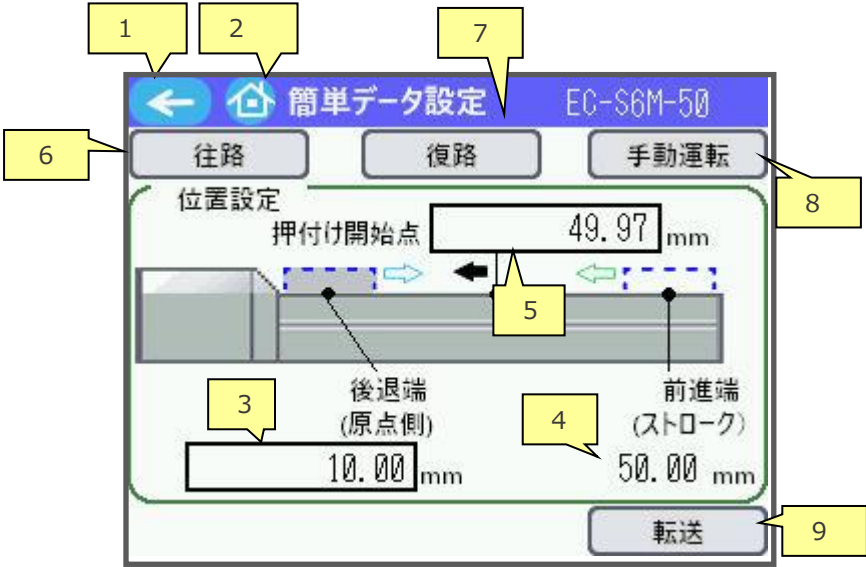 1
2
7
簡単データ設定 EC-S6M-50
6
往路 復路 手動運転
8
位置設定
押付け開始点 49.97 mm
5
後退端 前進端
3
(原点側) (ストローク)
4
10.00 mm 50.00 mm
転送
9